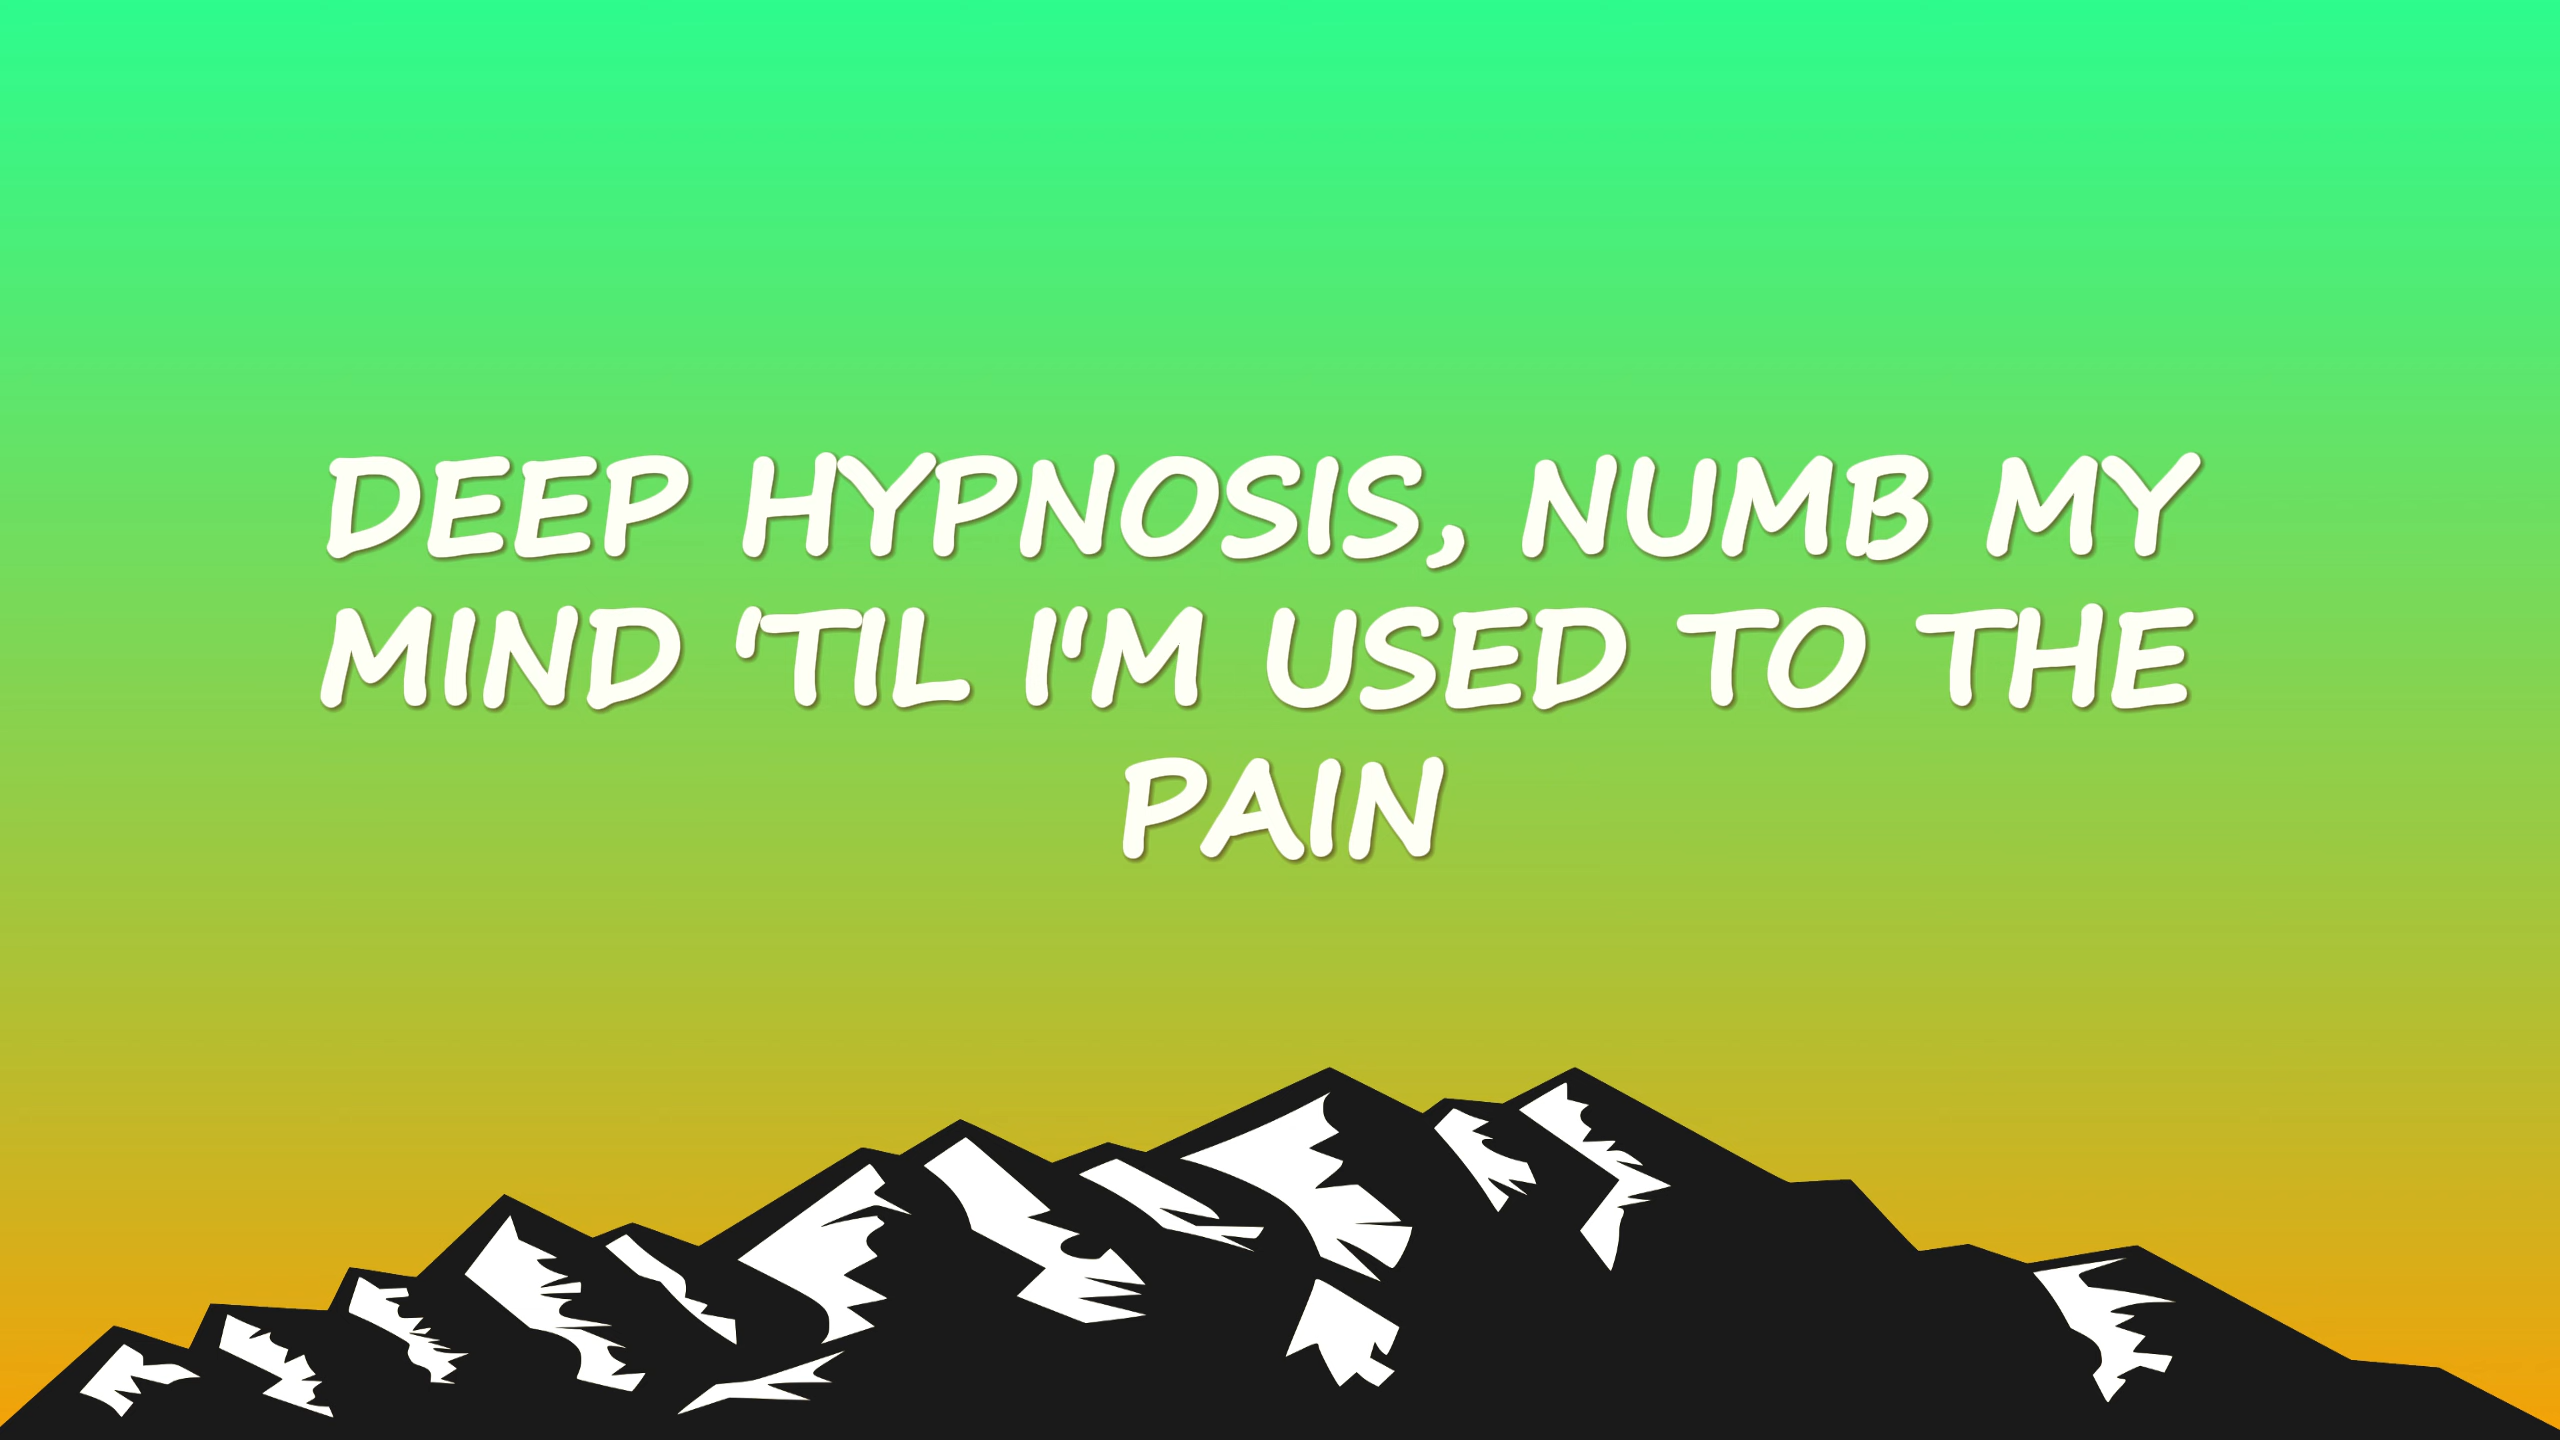 DEEP HYPNOSIS, NUMB MY
MIND 'TIL I'M USED TO THE
PAIN